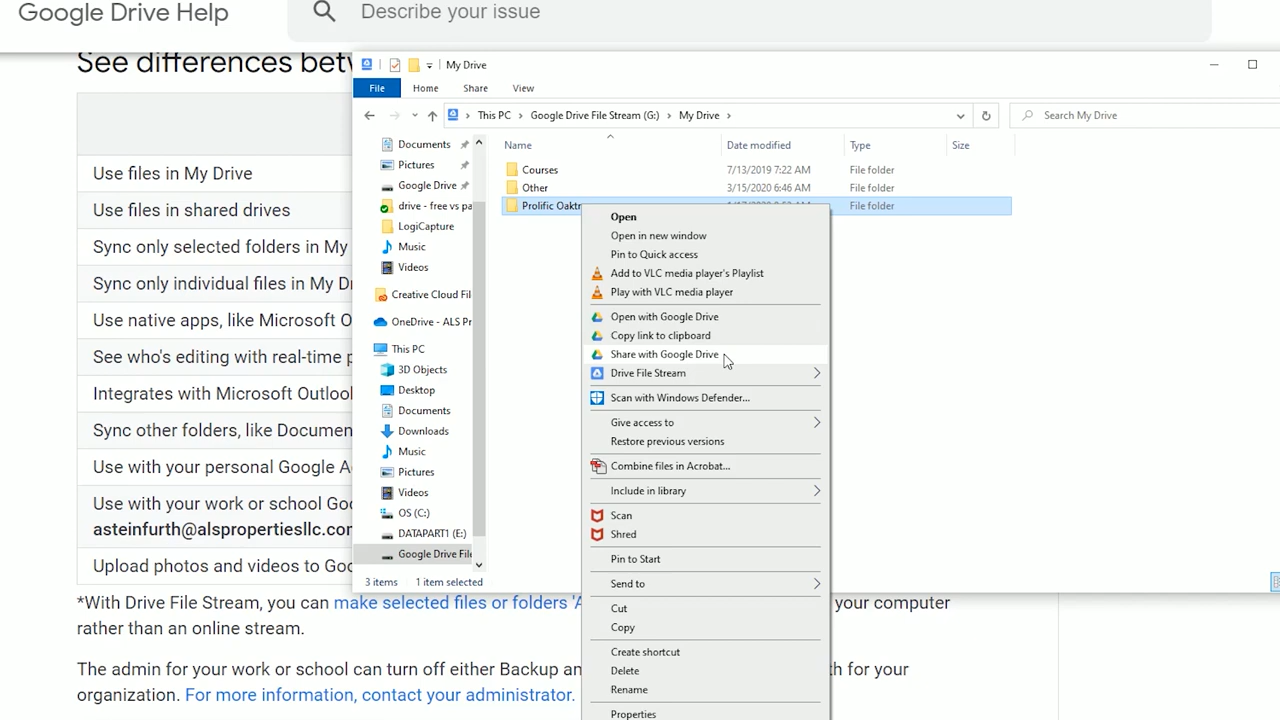 Google Drive Help
Describe your issue
See differences betw
Use files in My Drive
Use files in shared drives
Sync only selected folders in My
Sync only individual files in My D
Use native apps, like Microsoft O
See who's editing with real-time p
Integrates with Microsoft Outlook
Sync other folders, like Documen
Use with your personal Google A
Use with your work or school Goo
asteinfurth@alspropertiesllc.com
Upload photos and videos to Goo
*With Drive File Stream, you can make selected files or folders 'A
your computer
rather than an online stream.
The admin for your work or school can turn off either Backup an
h for your
organization. For more information, contact your administrator.
My Drive
File
Home
Share
View
This PC
Google Drive File Stream (G:)
My Drive
Search My Drive
Documents
Pictures
Google Drive
drive - free vs pa
LogiCapture
Music
Videos
Creative Cloud Fil
OneDrive - ALS Pr
This PC
3D Objects
Desktop
Documents
Downloads
Music
Pictures
Videos
OS (C:)
DATAPART1 (E:)
Google Drive File
3 items
1 item selected
Name
Date modified
Type
Size
Courses
7/13/2019 7:22 AM
File folder
Other
3/15/2020 6:46 AM
File folder
Prolific Oaktr
File folder
Open
Open in new window
Pin to Quick access
Add to VLC media player's Playlist
Play with VLC media player
Open with Google Drive
Copy link to clipboard
Share with Google Drive
Drive File Stream
Scan with Windows Defender...
Give access to
Restore previous versions
Combine files in Acrobat...
Include in library
Scan
Shred
Pin to Start
Send to
Cut
Copy
Create shortcut
Delete
Rename
Properties